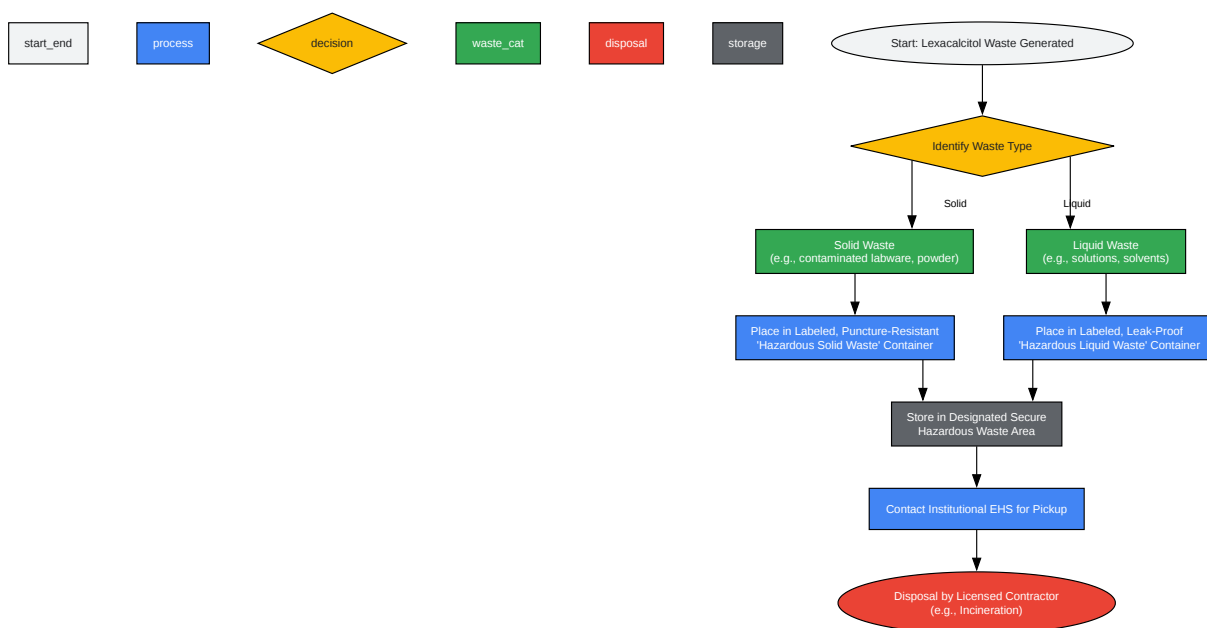 start_end
process
decision
waste_cat
disposal
storage
Start: Lexacalcitol Waste Generated
Identify Waste Type
Solid
Liquid
Solid Waste
(e.g., contaminated labware, powder)
Liquid Waste
(e.g., solutions, solvents)
Place in Labeled, Puncture-Resistant
'Hazardous Solid Waste' Container
Place in Labeled, Leak-Proof
'Hazardous Liquid Waste' Container
Store in Designated Secure
Hazardous Waste Area
Contact Institutional EHS for Pickup
Disposal by Licensed Contractor
(e.g., Incineration)